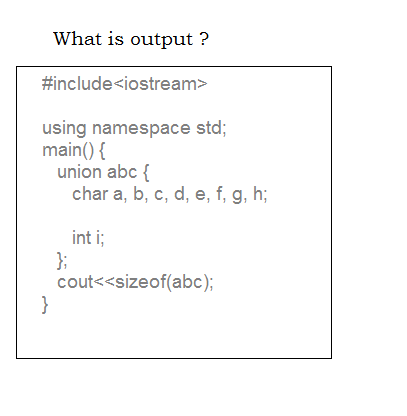 What is output ?
#include<iostream>
using namespace std;
main() {
union abc {
char a, b, c, d, e, f, g, h;
int i;
};
cout<<sizeof(abc);
}